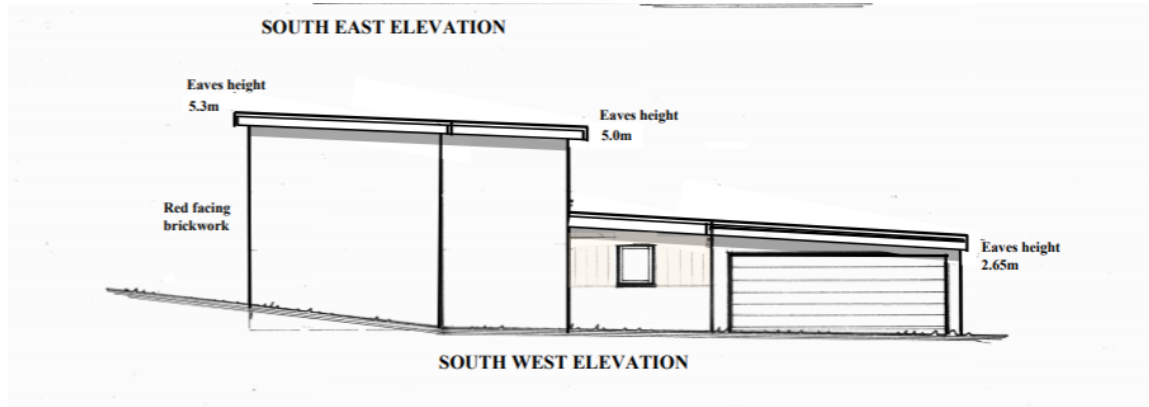 SOUTH EAST ELEVATION
Eaves height
5.3m
Eaves height
5.0m
Red facing
brickwork
Eaves height
2.65m
SOUTH WEST ELEVATION